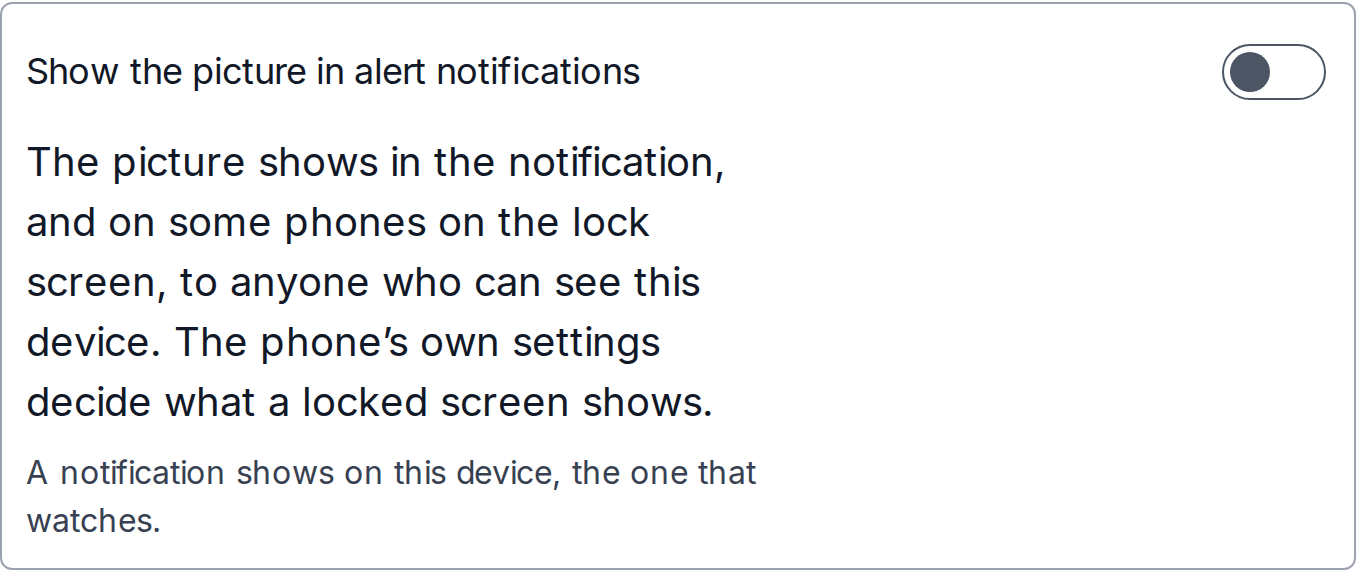 Show the picture in alert notifications
The picture shows in the notification,
and on some phones on the lock
screen, to anyone who can see this
device. The phone’s own settings
decide what a locked screen shows.
A notification shows on this device, the one that
watches.